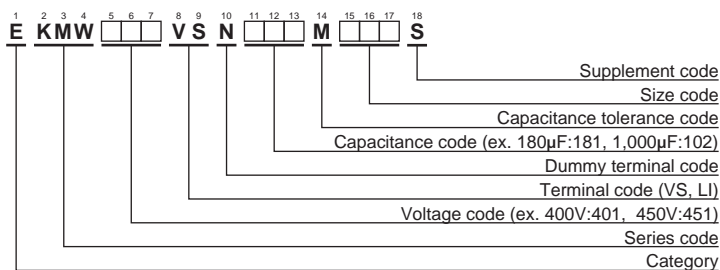 1 2 3 4 5 6 7 8 9 10 11 12 13 14 15 16 17 18
E KMW VS N M S
Supplement code
Size code
Capacitance tolerance code
Capacitance code (ex. 180μF:181, 1,000μF:102)
Dummy terminal code
Terminal code (VS, LI)
Voltage code (ex. 400V:401, 450V:451)
Series code
Category